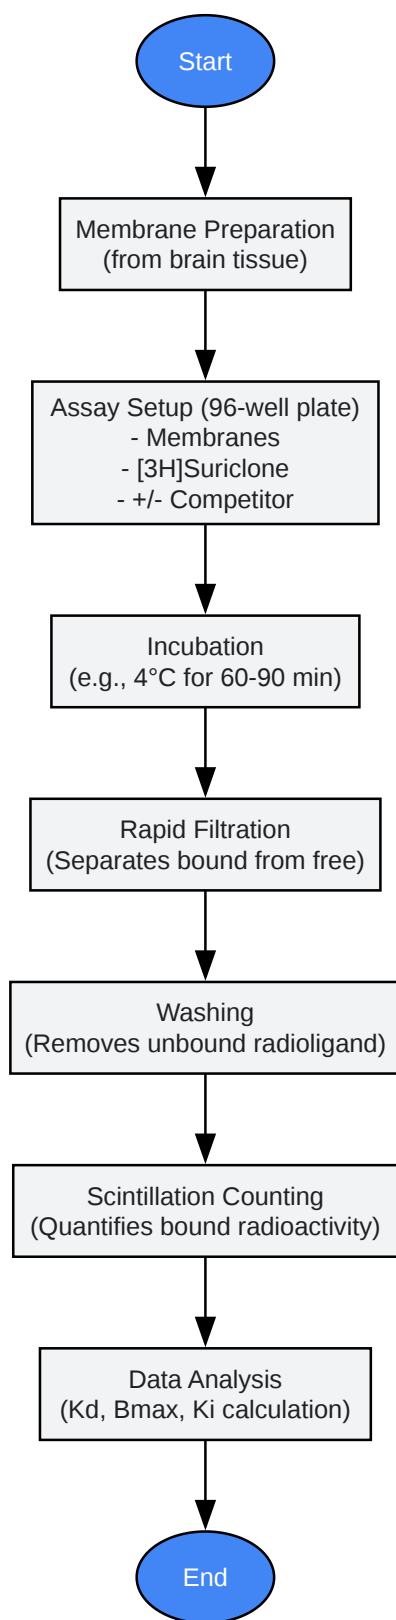 Start
Membrane Preparation
(from brain tissue)
Assay Setup (96-well plate)
- Membranes
- [3H]Suriclone
- +/- Competitor
Incubation
(e.g., 4°C for 60-90 min)
Rapid Filtration
(Separates bound from free)
Washing
(Removes unbound radioligand)
Scintillation Counting
(Quantifies bound radioactivity)
Data Analysis
(Kd, Bmax, Ki calculation)
End